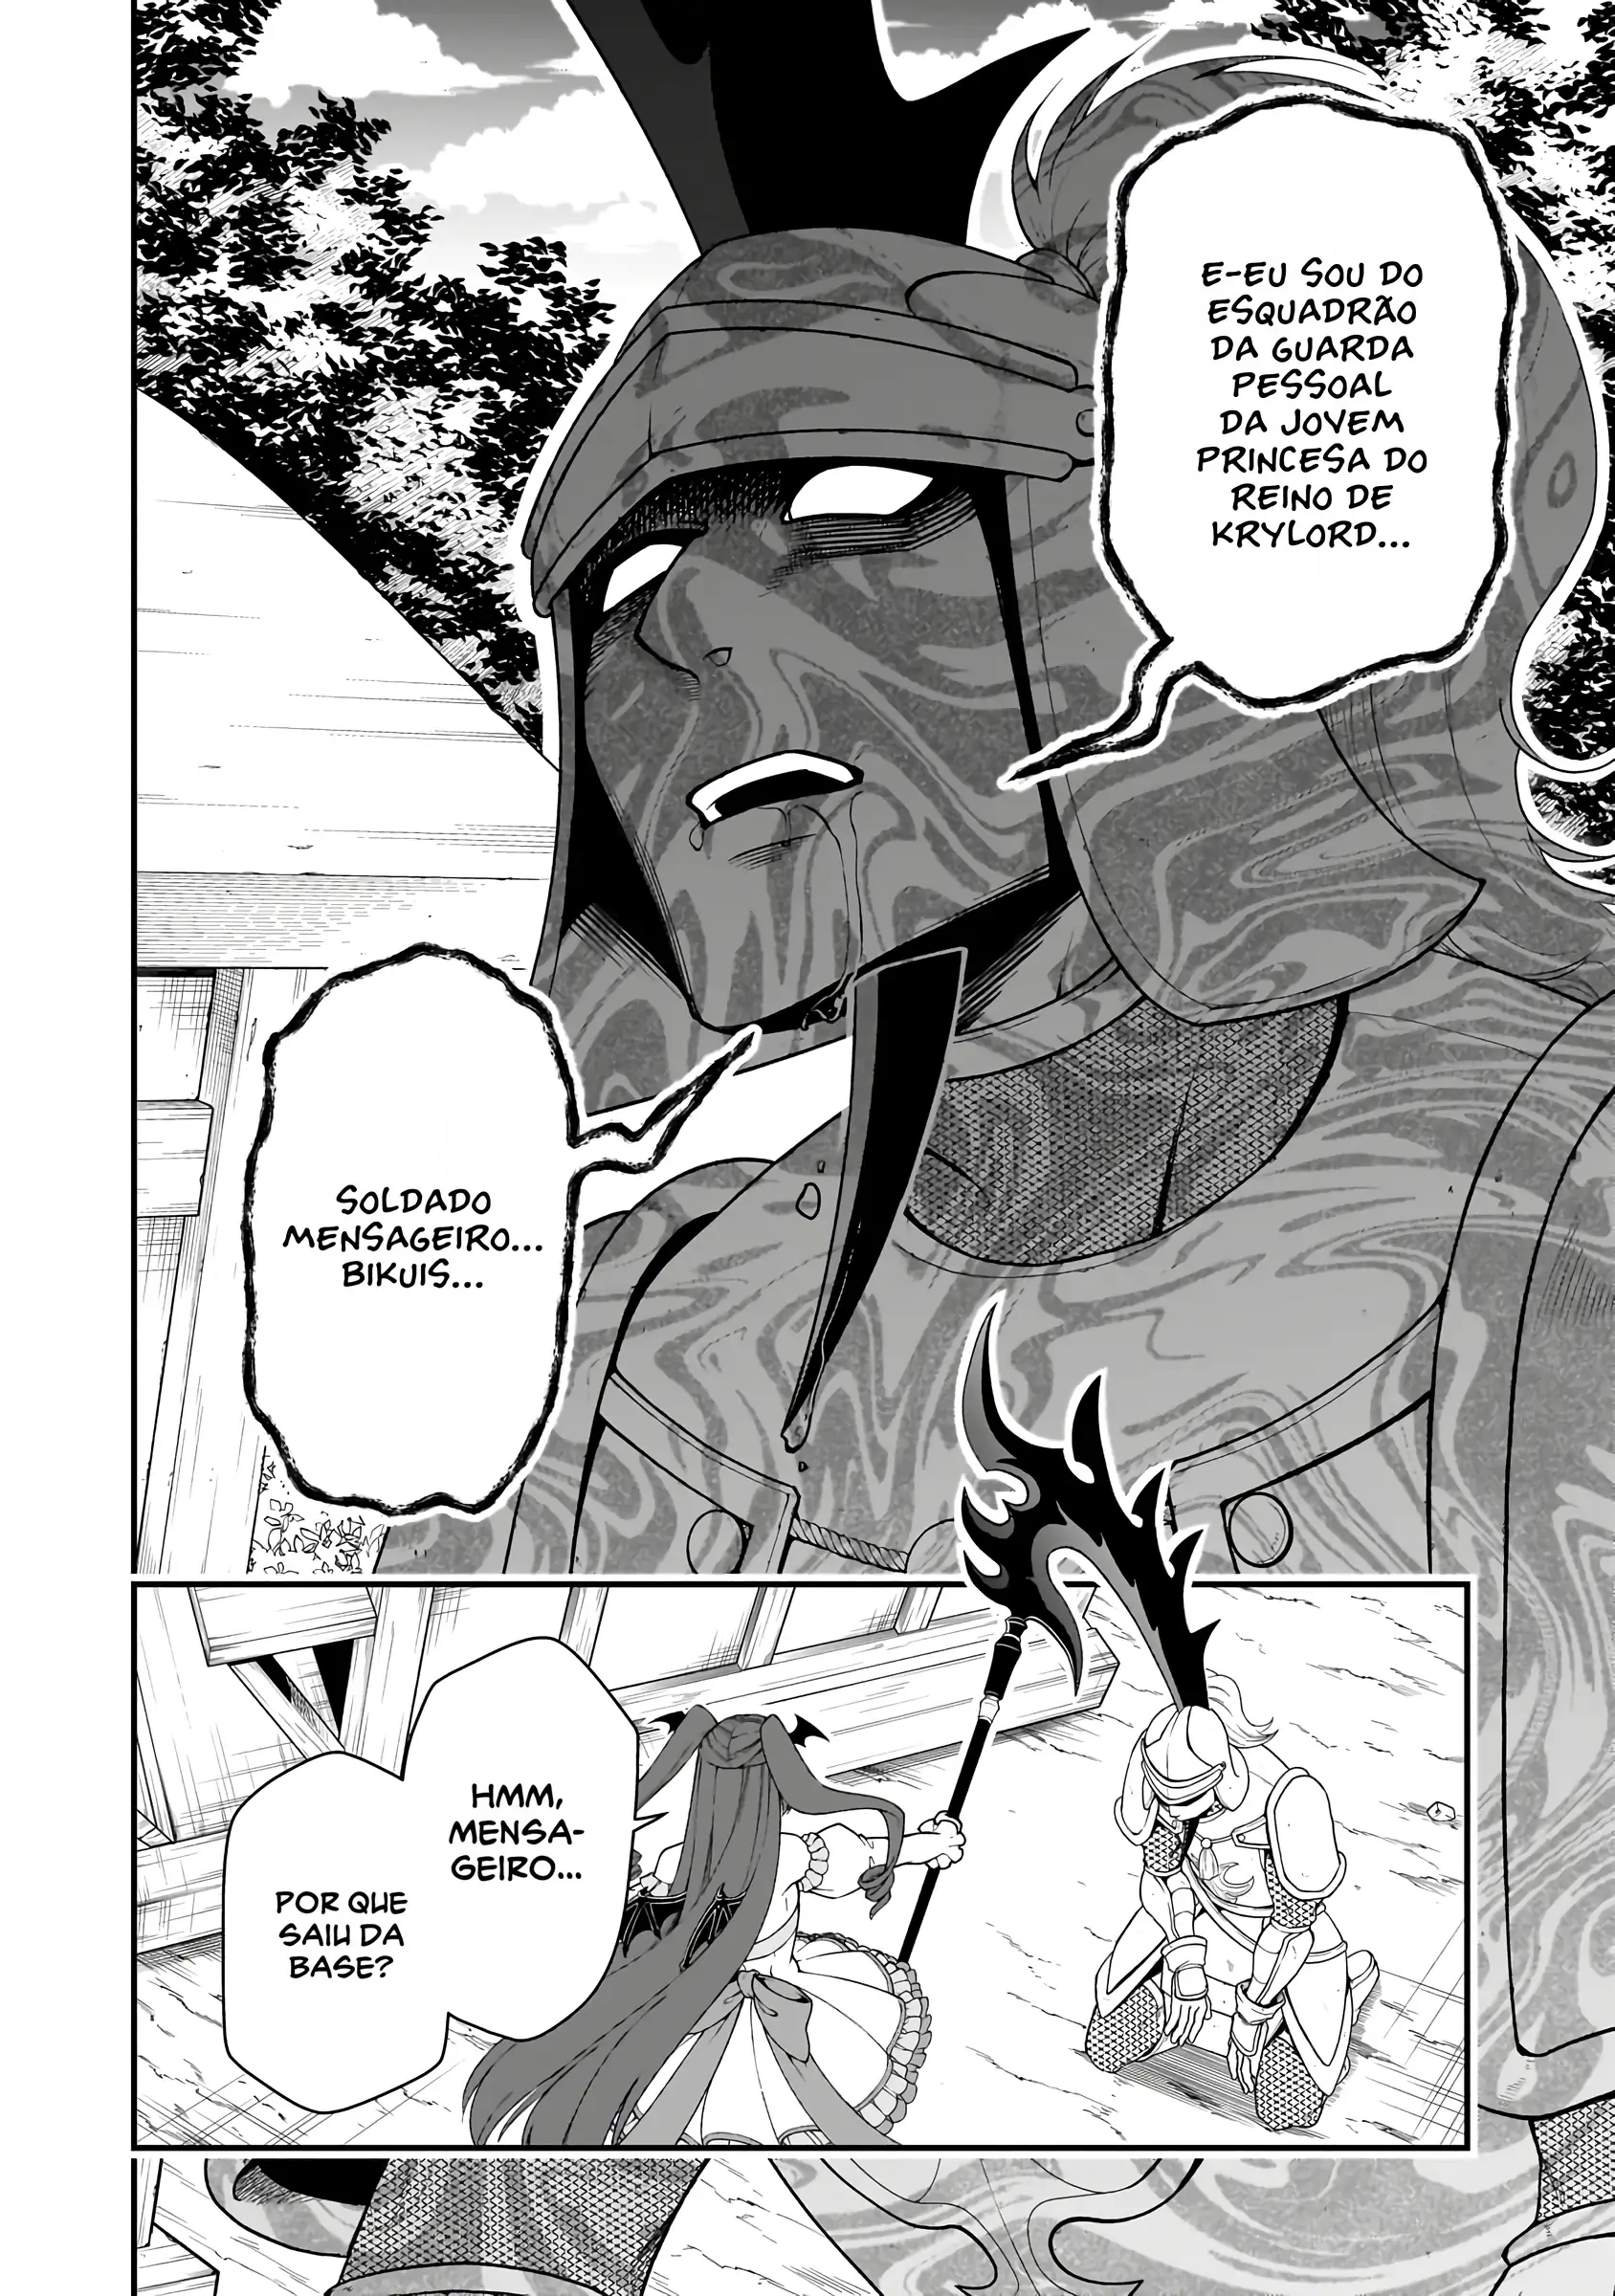 E-EU SOU DO
ESQUADRÃO
DA GUARDA
PESSOAL
DA JOVEM
PRINCESA DO
REINO DE
KRYLORD...
SOLDADO
MENSAGEIRO...
BIKUIS...
HMM,
MENSA-
GEIRO...
POR QUE
SAIU DA
BASE?